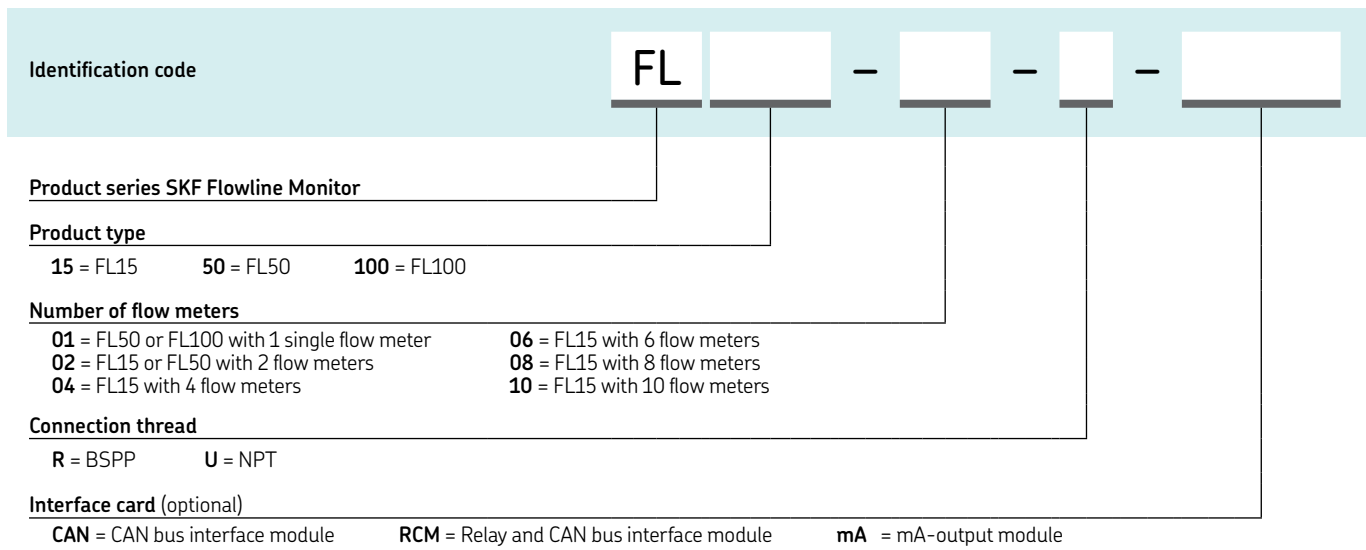 Identification code FL – – –
Product series SKF Flowline Monitor
Product type
15 = FL15 50 = FL50 100 = FL100
Number of flow meters
01 = FL50 or FL100 with 1 single flow meter 06 = FL15 with 6 flow meters
02 = FL15 or FL50 with 2 flow meters 08 = FL15 with 8 flow meters
04 = FL15 with 4 flow meters 10 = FL15 with 10 flow meters
Connection thread
R = BSPP U = NPT
Interface card (optional)
CAN = CAN bus interface module RCM = Relay and CAN bus interface module mA = mA-output module